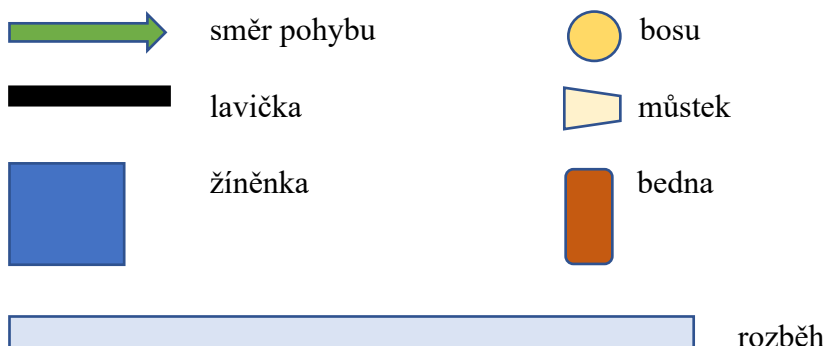 směr pohybu
bosu
lavička
můstek
žíněnka
bedna
rozběh